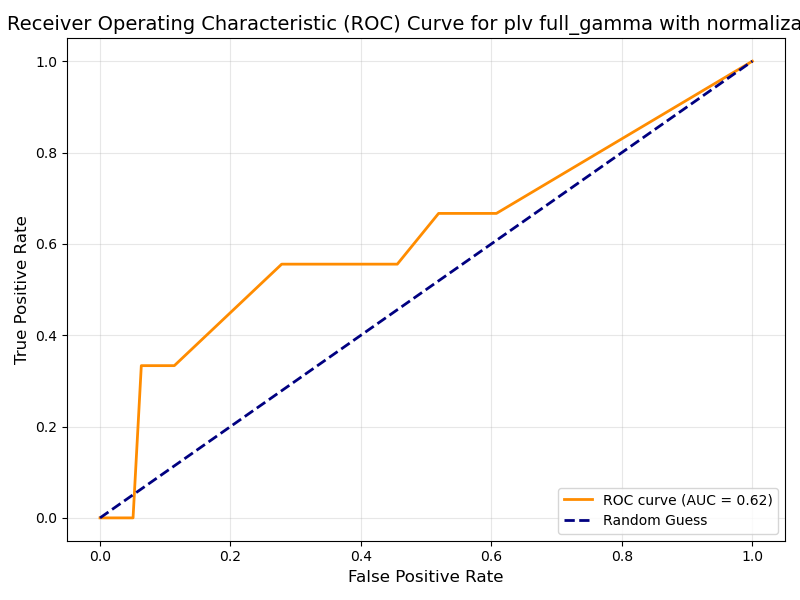 Receiver Operating Characteristic (ROC) Curve for plv full_gamma with normaliza
1.0
0.8
0.6
0.4
0.2
0.0
True Positive Rate
0.0 0.2 0.4 0.6 0.8 1.0
False Positive Rate
ROC curve (AUC = 0.62)
Random Guess